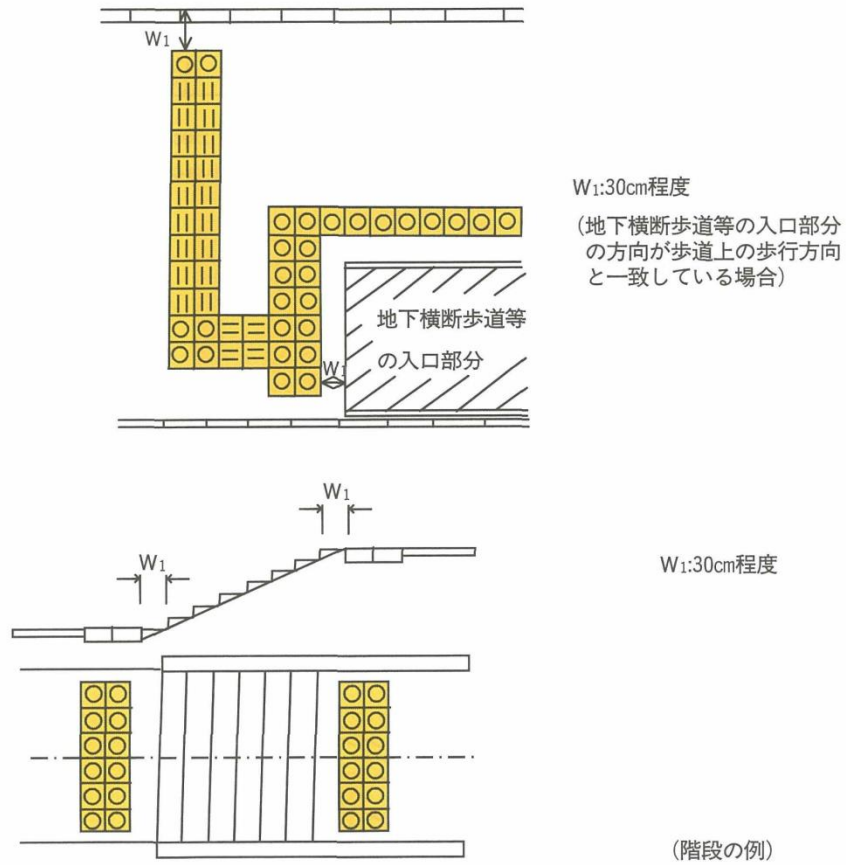 W1
W1:30cm程度
(地下横断歩道等の入口部分
の方向が歩道上の歩行方向
と一致している場合)
地下横断歩道等
の入口部分
W1
W1
W1
W1:30cm程度
(階段の例)